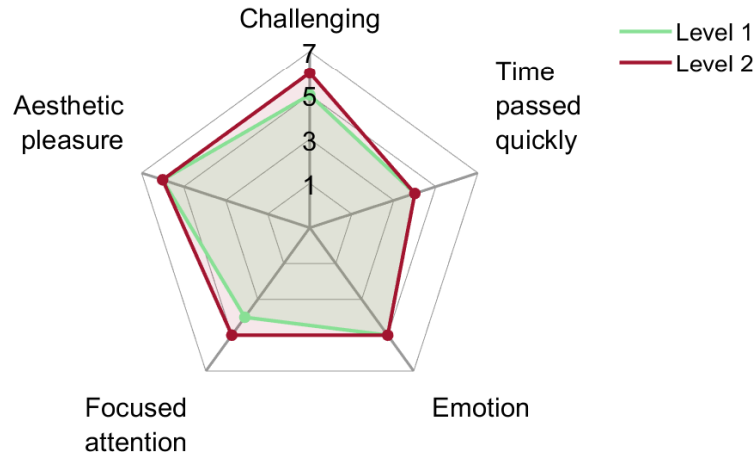 Challenging
7
5
3
1
Level 1
Level 2
Time
passed
quickly
Aesthetic
pleasure
Focused
attention
Emotion